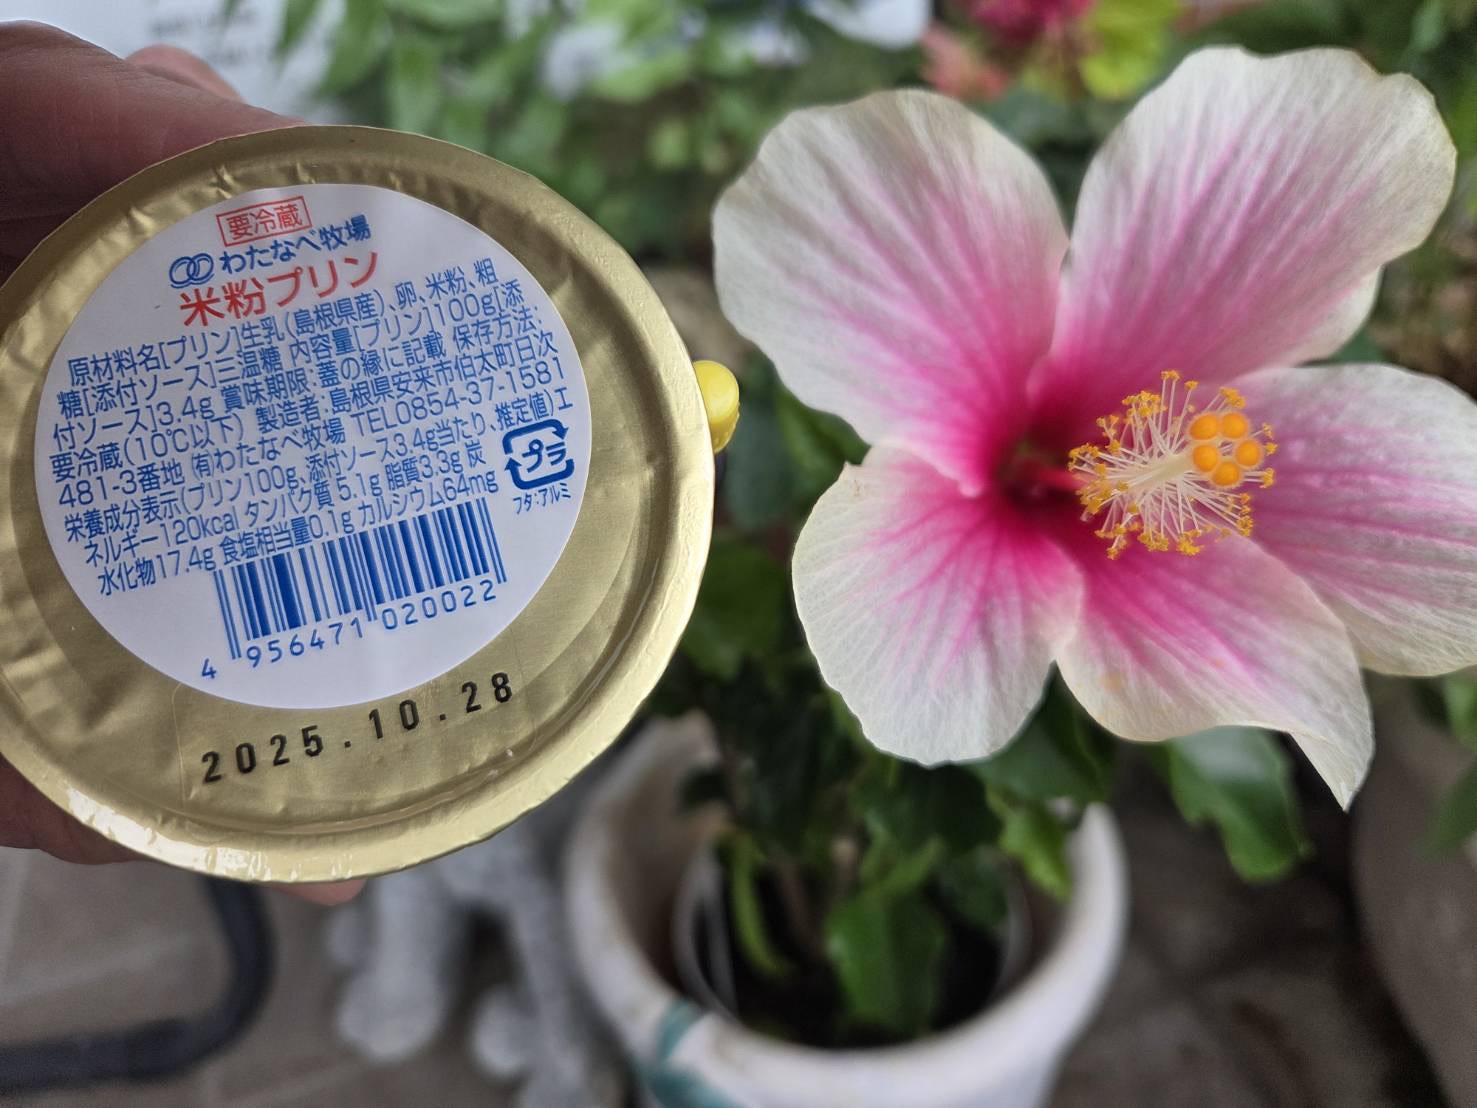 要冷蔵
わたなべ牧場
米粉プリン
原材料名[プリン]生乳(島根県産)、卵、米粉、粗
糖[添付ソース]三温糖 内容量[プリン]100g[添
付ソース]3.4g 賞味期限:蓋の縁に記載 保存方法:
要冷蔵(10℃以下) 製造者:島根県安来市伯太町日次
481-3番地 ㈲わたなべ牧場 TEL0854-37-1581
栄養成分表示(プリン100g、添付ソース3.4g当たり、推定値)エ
ネルギー120kcal タンパク質5.1g 脂質3.3g 炭
水化物17.4g 食塩相当量0.1g カルシウム64mg
プラ
フタ:アルミ
4 956471 020022
2025.10.28